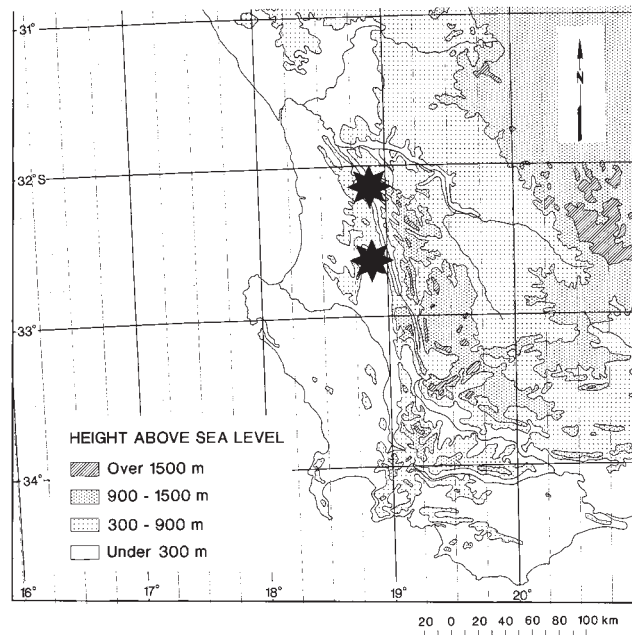 31°
N
32°
S
33°
HEIGHT ABOVE SEA LEVEL
Over 1500 m
900 - 1500 m
300 - 900 m
Under 300 m
34°
16°
17°
18°
19°
20°
20 0 20 40 60 80 100 km